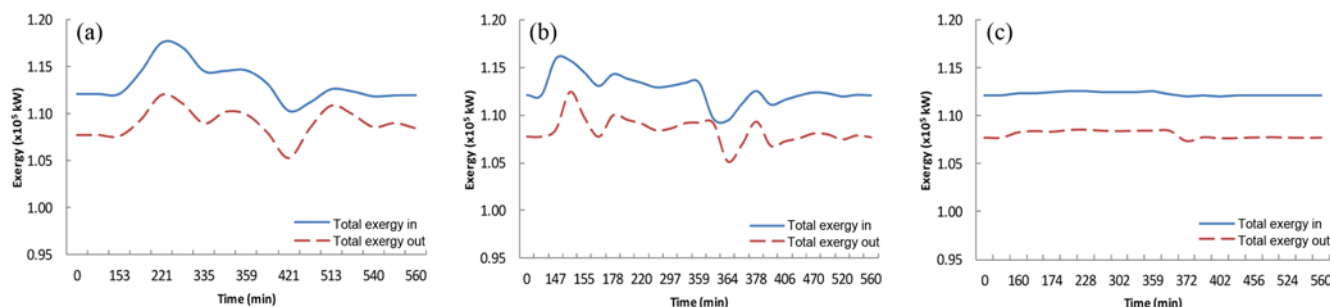 (a)
1.20
1.15
1.10
1.05
1.00
0.95
Exergy (x10⁵ kW)
Total exergy in
Total exergy out
0 153 221 335 359 421 513 540 560
Time (min)
(b)
1.20
1.15
1.10
1.05
1.00
0.95
Exergy (x10⁵ kW)
Total exergy in
Total exergy out
0 147 155 178 220 297 359 364 378 406 470 520 560
Time (min)
(c)
1.20
1.15
1.10
1.05
1.00
0.95
Exergy (x10⁵ kW)
Total exergy in
Total exergy out
0 160 174 228 302 359 372 402 456 524 560
Time (min)